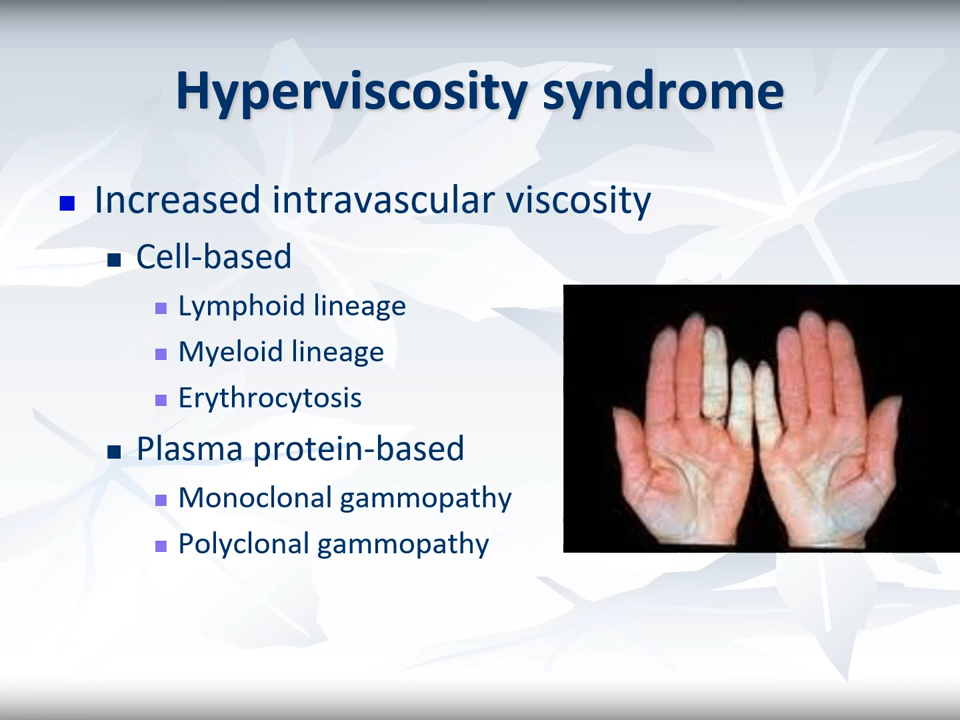 Hyperviscosity syndrome
Increased intravascular viscosity
Cell-based
Lymphoid lineage
Myeloid lineage
Erythrocytosis
Plasma protein-based
Monoclonal gammopathy
Polyclonal gammopathy